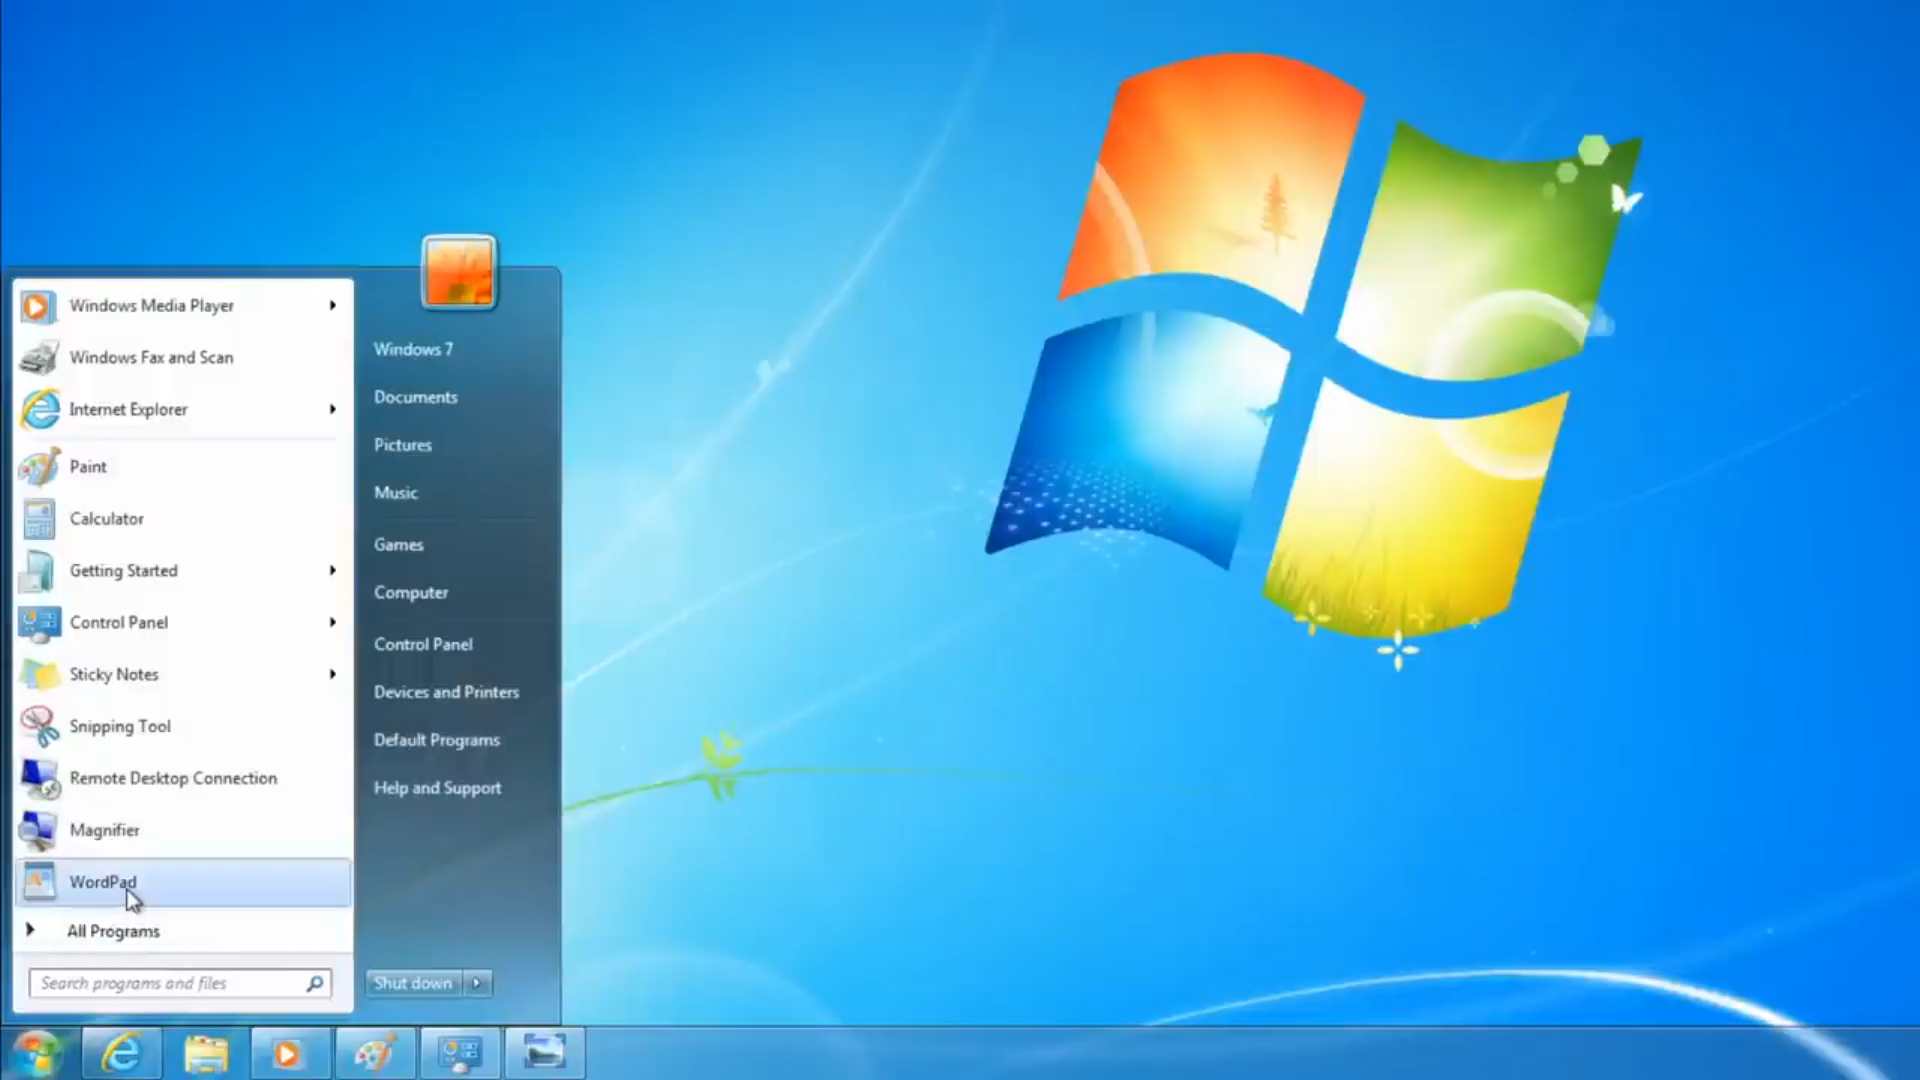 Windows Media Player
Windows Fax and Scan
Internet Explorer
Paint
Calculator
Getting Started
Control Panel
Sticky Notes
Snipping Tool
Remote Desktop Connection
Magnifier
WordPad
All Programs
Search programs and files
Windows 7
Documents
Pictures
Music
Games
Computer
Control Panel
Devices and Printers
Default Programs
Help and Support
Shut down